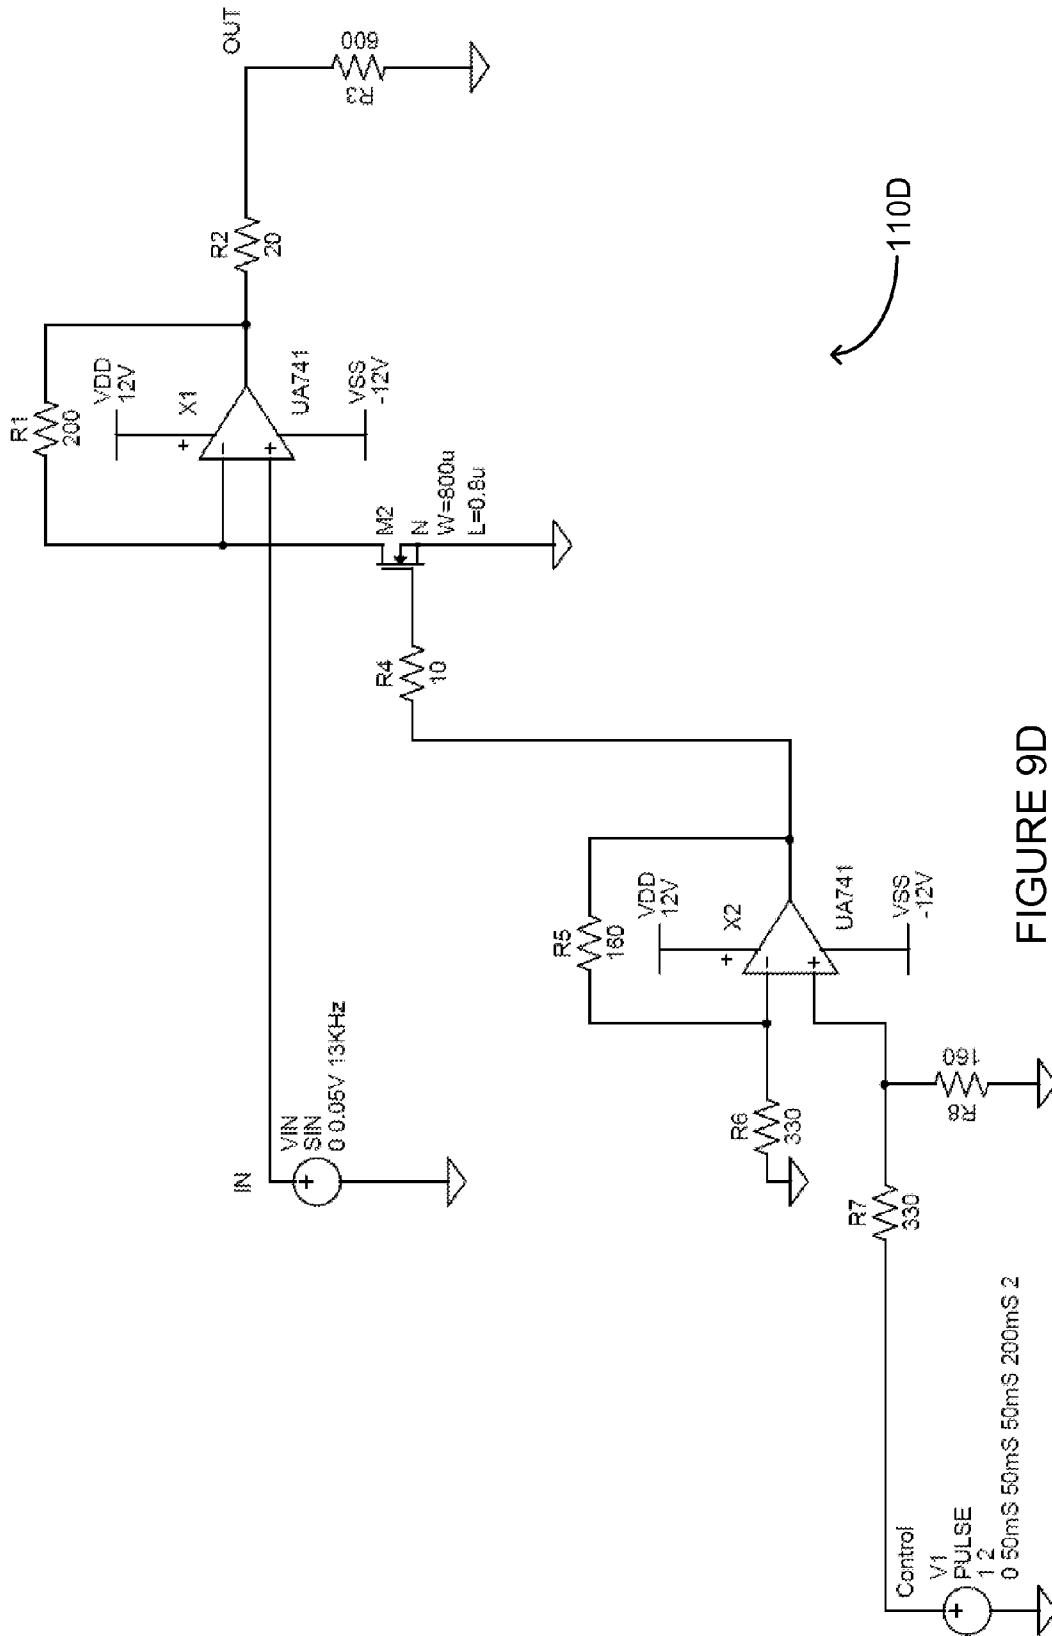 OUT
R3
600
R2
20
R1
200
VDD
12V
X1
+
-
+
UA741
VSS
-12V
M2
N
W=800u
L=0.8u
R4
10
IN
+
VIN
SIN
0 0.05V 13KHz
R5
160
VDD
12V
X2
+
-
+
UA741
VSS
-12V
R6
330
R7
330
R8
160
Control
+
V1
PULSE
1 2
0 50mS 50mS 50mS 200mS 2
110D
FIGURE 9D